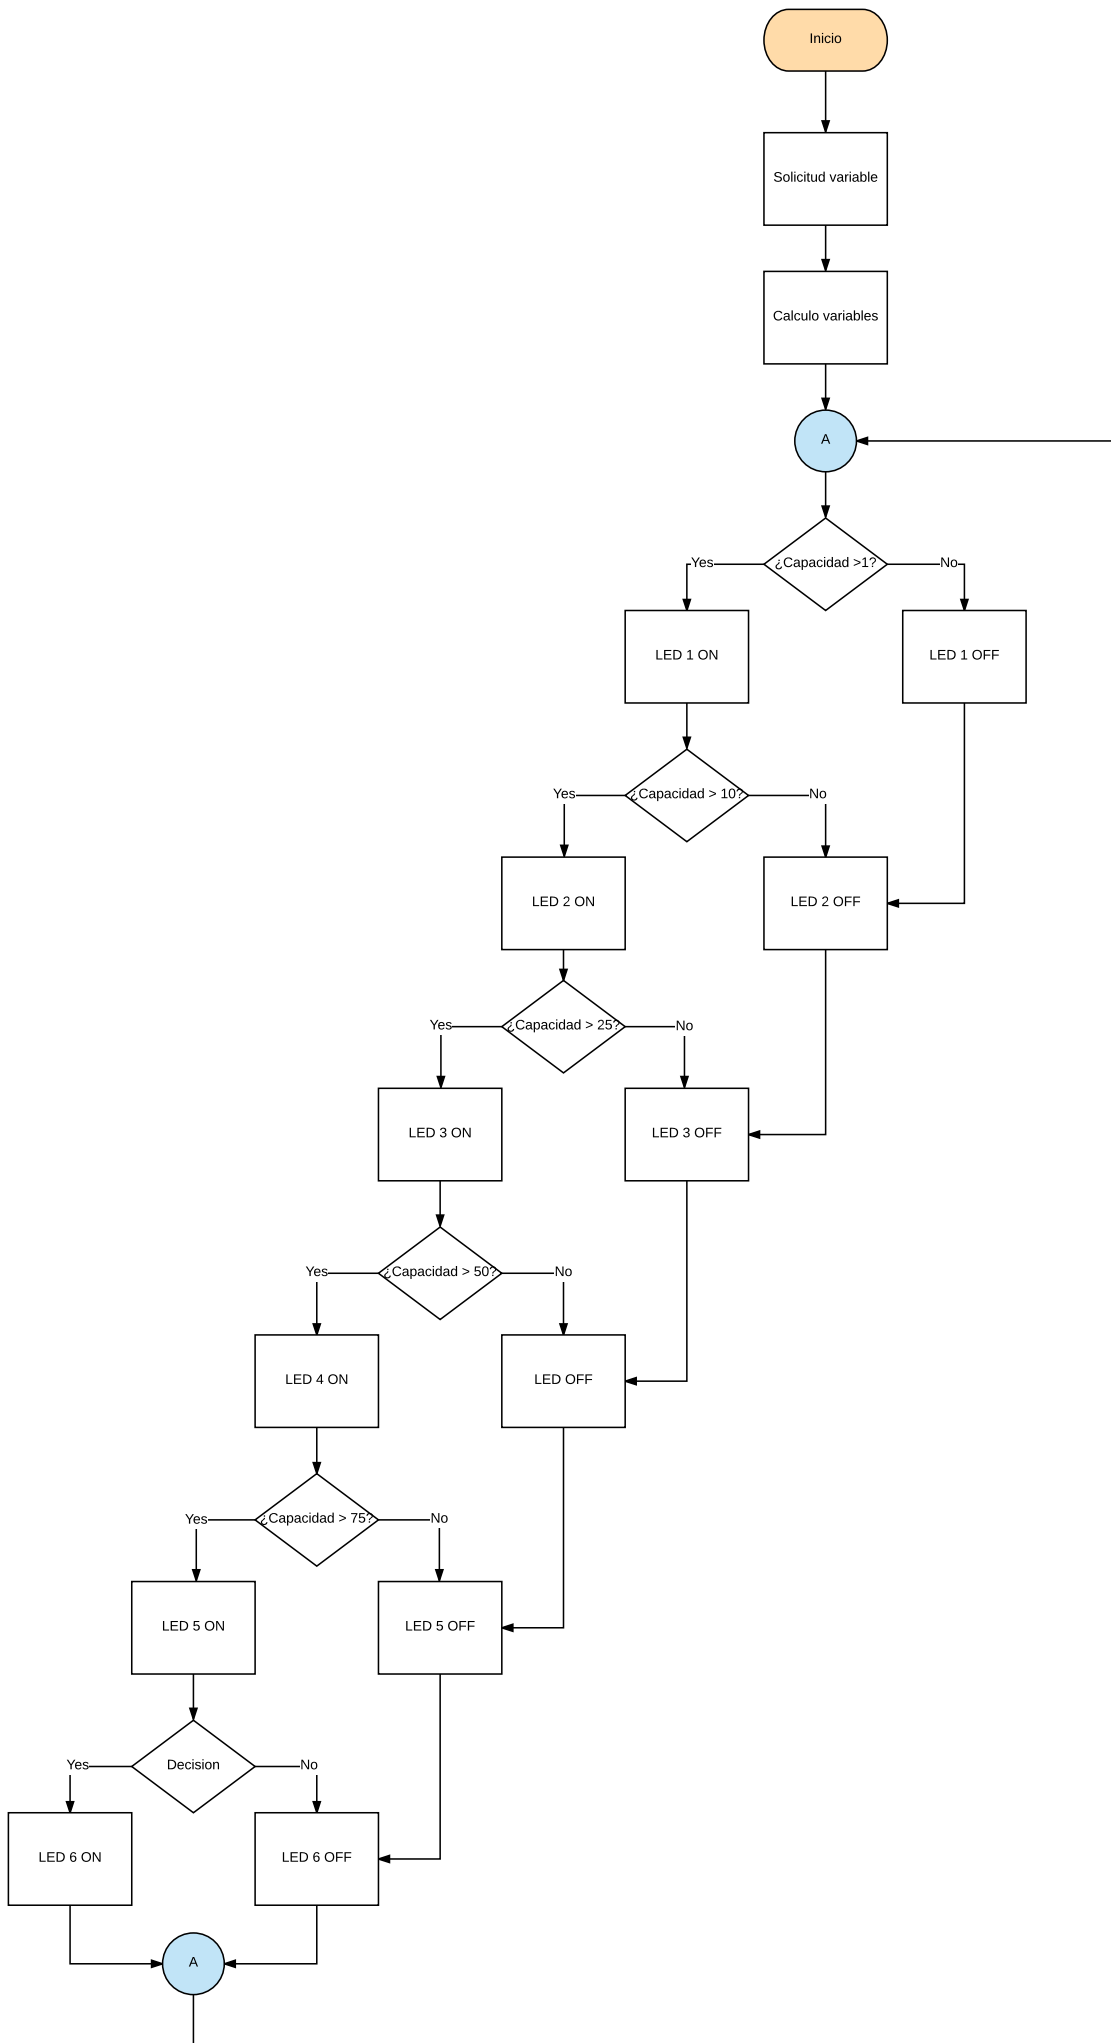 Inicio
Solicitud variable
Calculo variables
A
¿Capacidad >1?
Yes
No
LED 1 ON
LED 1 OFF
¿Capacidad > 10?
Yes
No
LED 2 ON
LED 2 OFF
¿Capacidad > 25?
Yes
No
LED 3 ON
LED 3 OFF
¿Capacidad > 50?
Yes
No
LED 4 ON
LED OFF
¿Capacidad > 75?
Yes
No
LED 5 ON
LED 5 OFF
Decision
Yes
No
LED 6 ON
LED 6 OFF
A